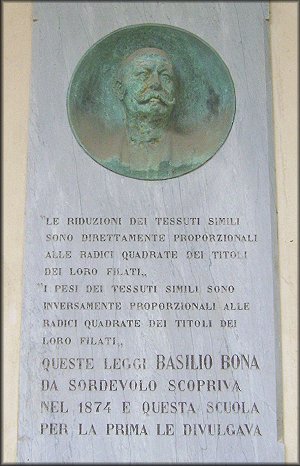 "LE RIDUZIONI DEI TESSUTI SIMILI
SONO DIRETTAMENTE PROPORZIONALI
ALLE RADICI QUADRATE DEI TITOLI
DEI LORO FILATI„
"I PESI DEI TESSUTI SIMILI SONO
INVERSAMENTE PROPORZIONALI ALLE
RADICI QUADRATE DEI TITOLI DEI
LORO FILATI„
QUESTE LEGGI BASILIO BONA
DA SORDEVOLO SCOPRIVA
NEL 1874 E QUESTA SCUOLA
PER LA PRIMA LE DIVULGAVA